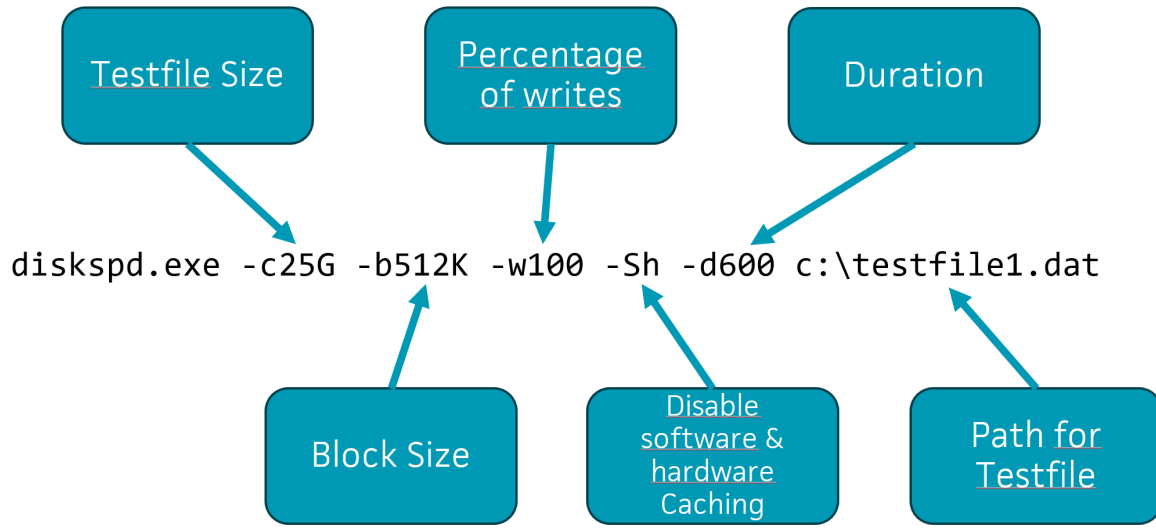 Testfile Size
Percentage
of writes
Duration
diskspd.exe -c25G -b512K -w100 -Sh -d600 c:\testfile1.dat
Block Size
Disable
software &
hardware
Caching
Path for
Testfile